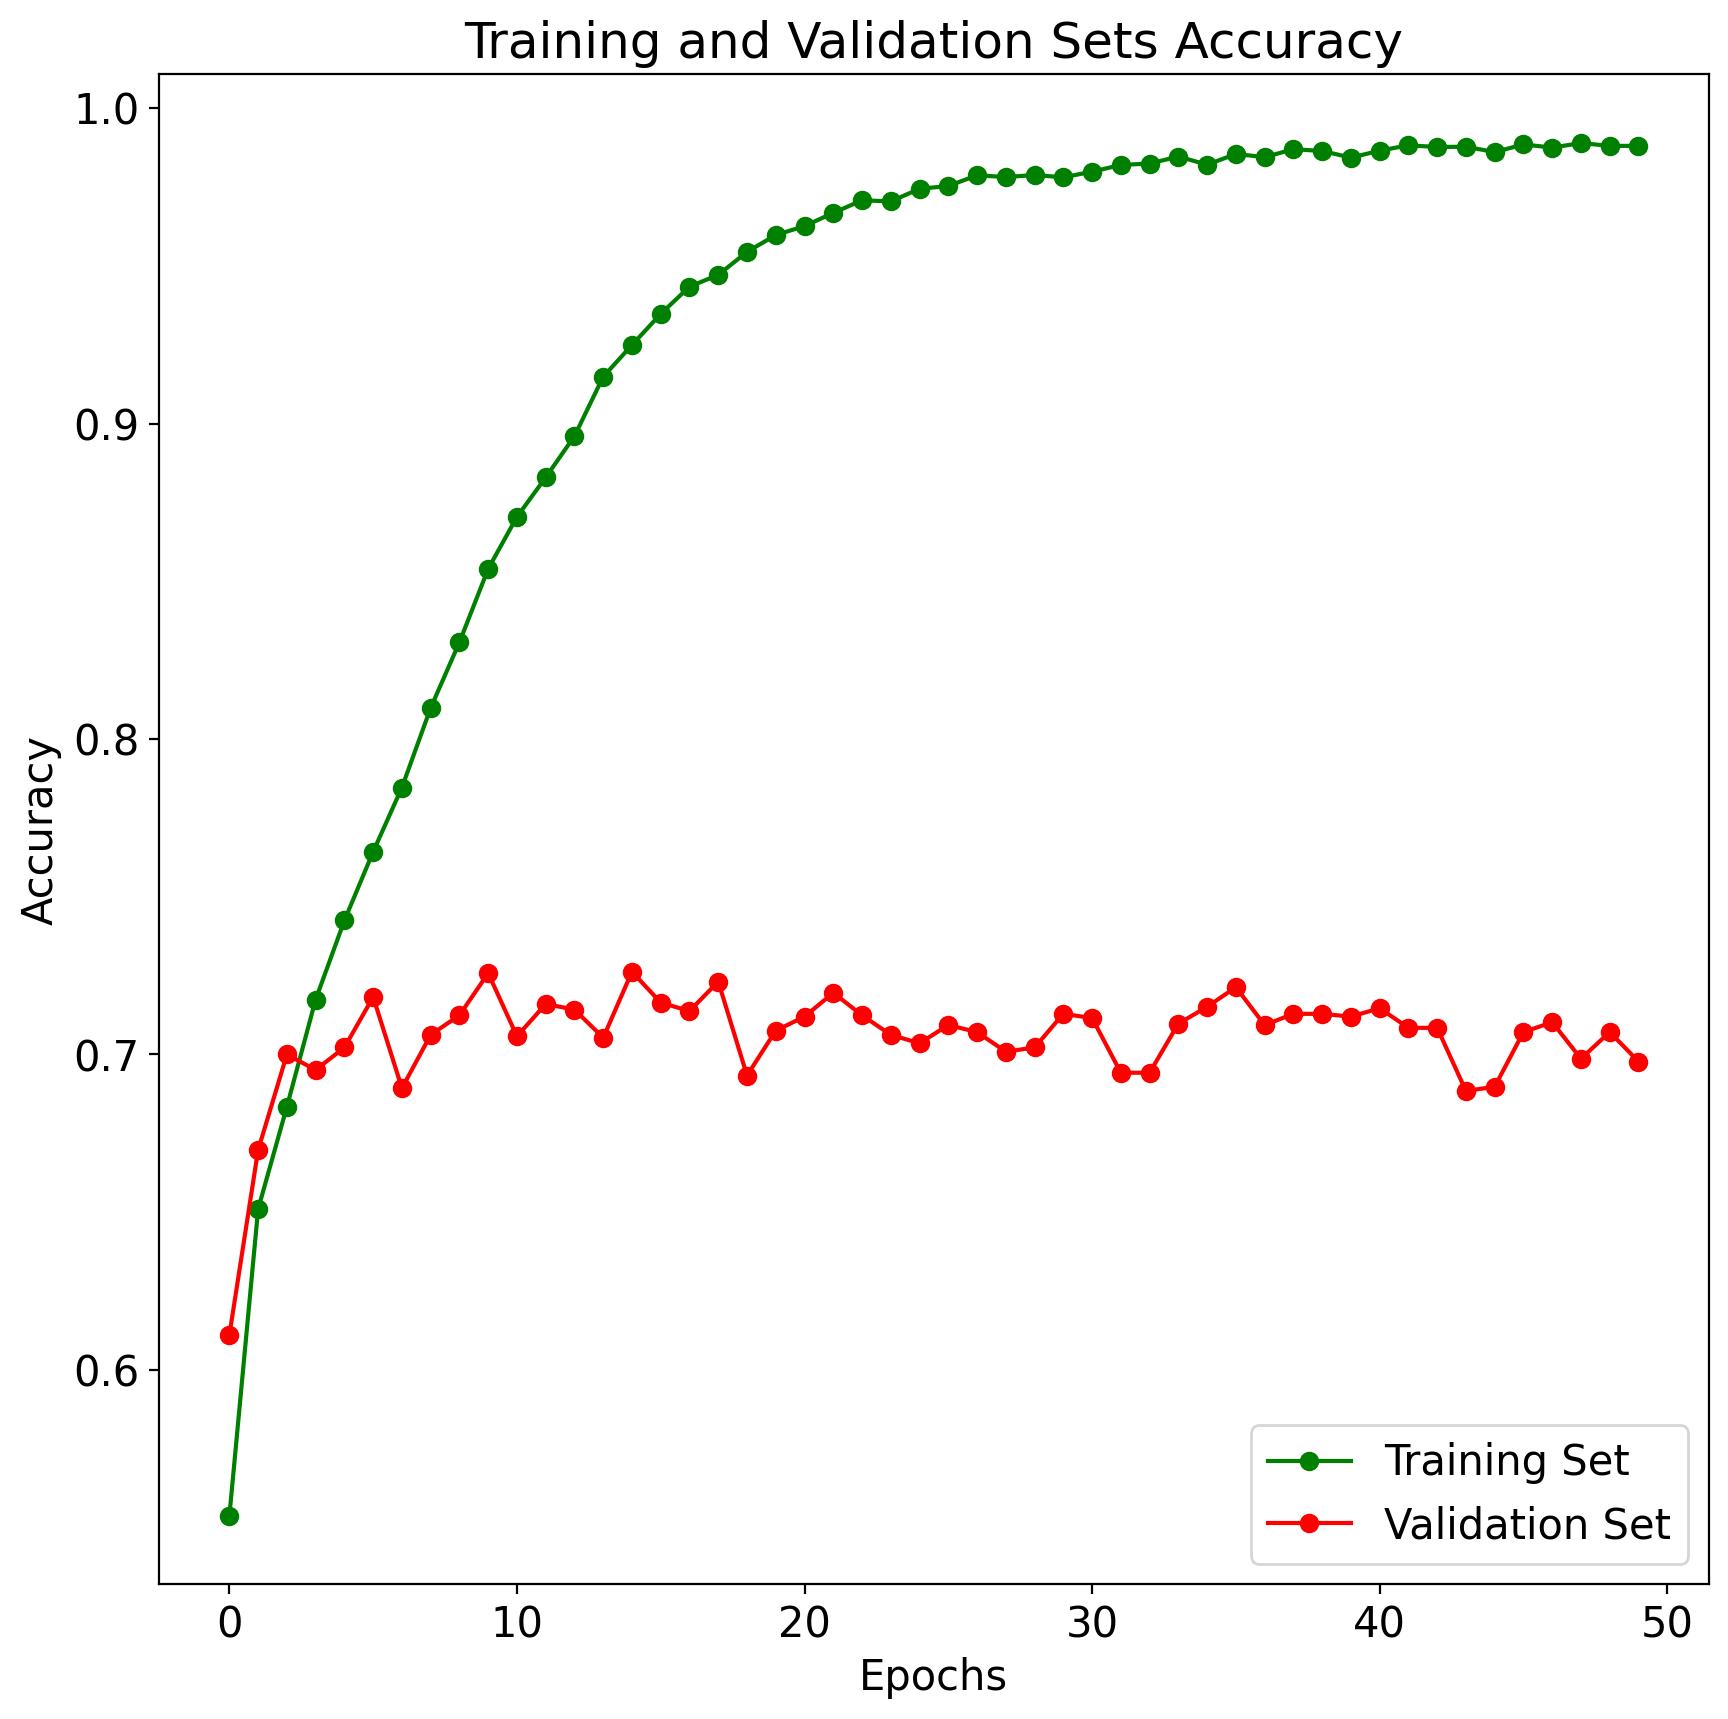 Training and Validation Sets Accuracy
1.0
0.9
0.8
0.7
0.6
Accuracy
0 10 20 30 40 50
Epochs
Training Set
Validation Set